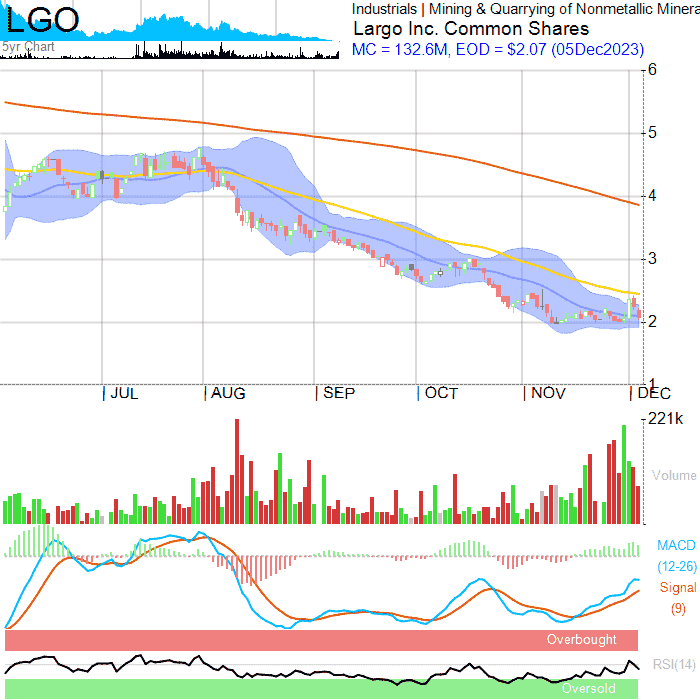 LGO
5yr Chart
Industrials | Mining & Quarrying of Nonmetallic Minera
Largo Inc. Common Shares
MC = 132.6M, EOD = $2.07 (05Dec2023)
6
5
4
3
2
1
| JUL
| AUG
| SEP
| OCT
| NOV
| DEC
221k
Volume
MACD
(12-26)
Signal
(9)
Overbought
RSI(14)
Oversold